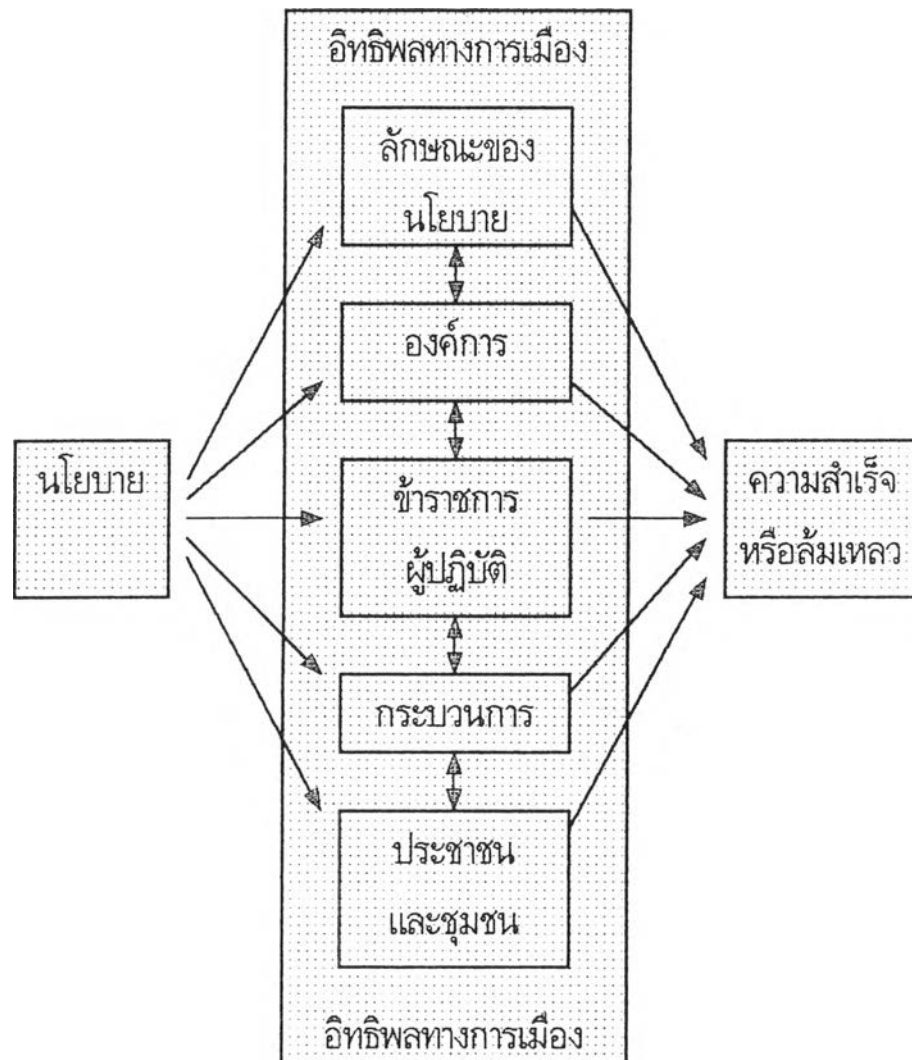 อิทธิพลทางการเมือง
ลักษณะของ
นโยบาย
องค์การ
นโยบาย
ข้าราชการ
ผู้ปฏิบัติ
ความสำเร็จ
หรือล้มเหลว
กระบวนการ
ประชาชน
และชุมชน
อิทธิพลทางการเมือง